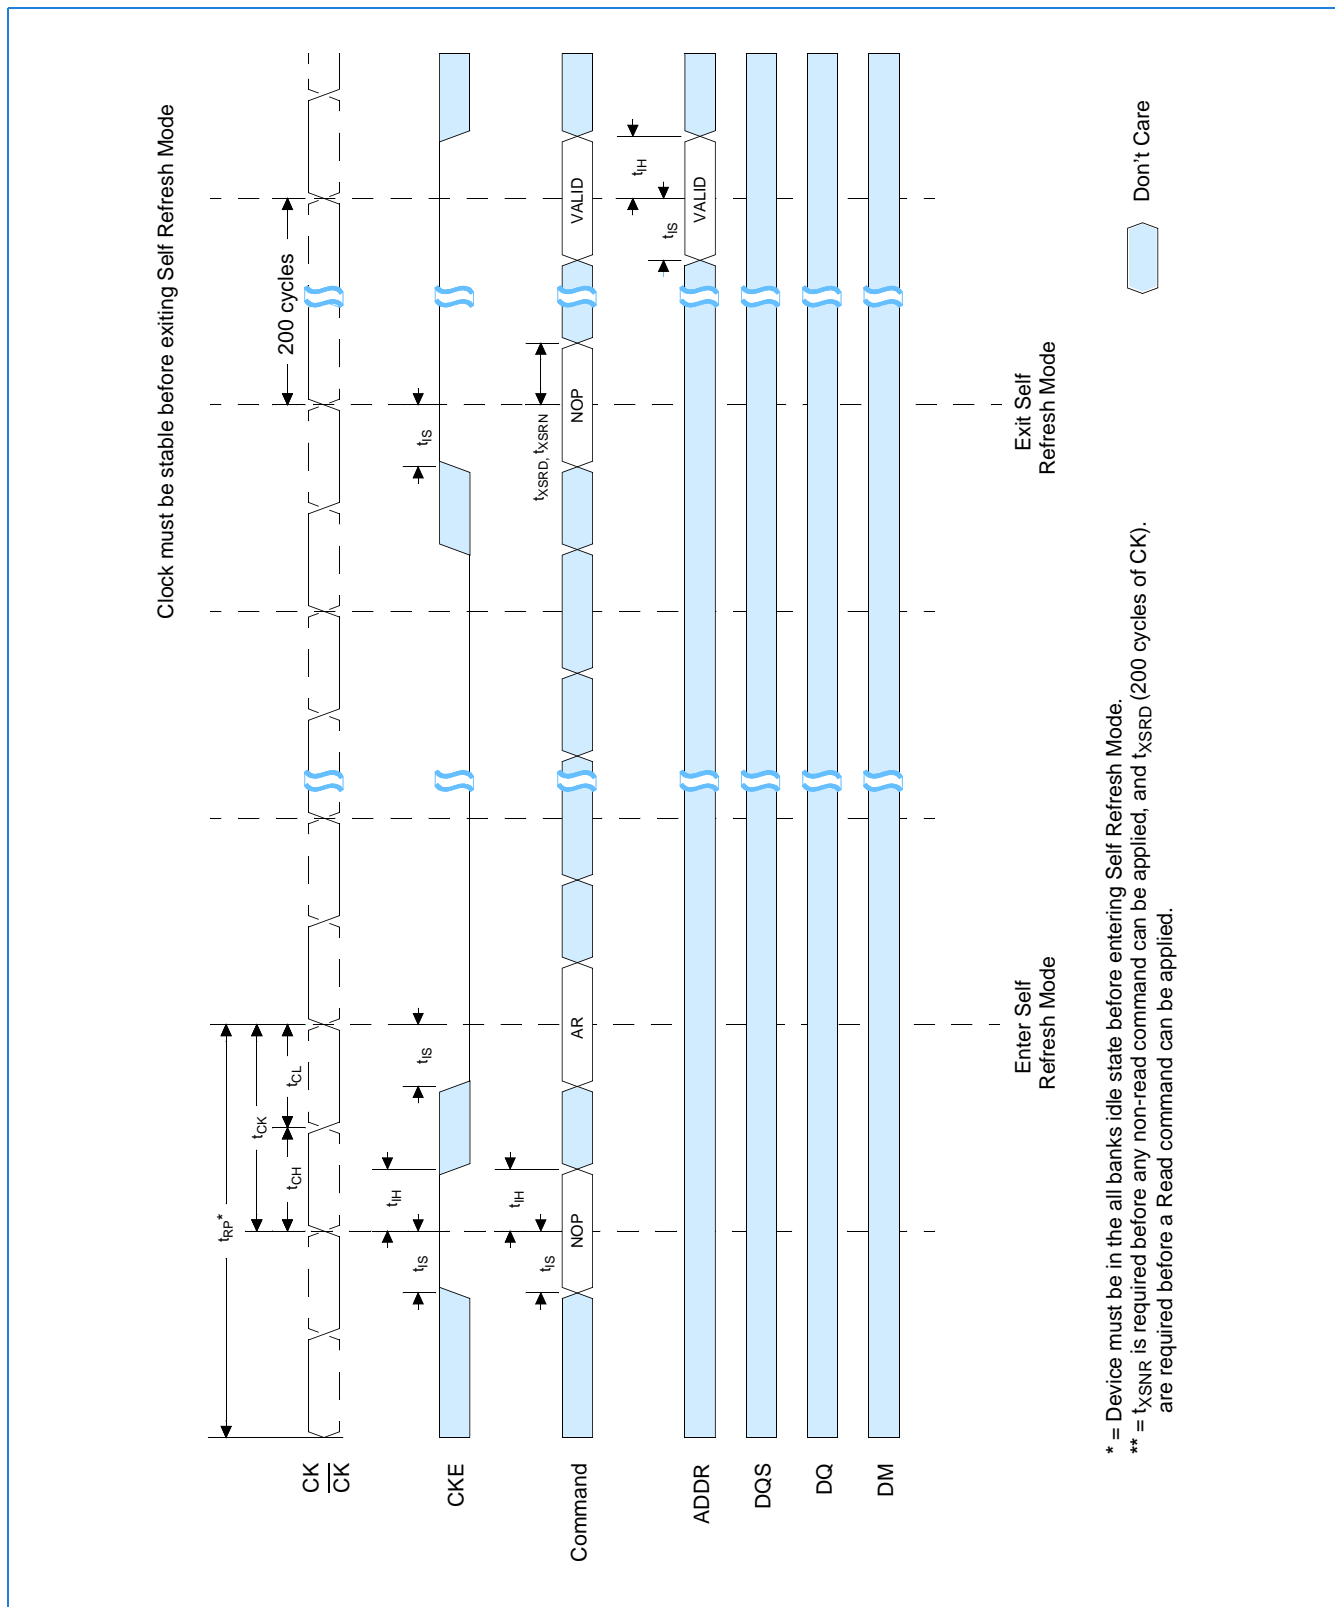 Clock must be stable before exiting Self Refresh Mode
tRP*
tCK
tCH
tCL
200 cycles
CK
CK
tIS
tIH
tIS
tIS
CKE
tIS
tIH
tXSRD, tXSRN
Command
NOP
AR
NOP
VALID
tIS
tIH
ADDR
VALID
DQS
DQ
DM
Enter Self
Refresh Mode
Exit Self
Refresh Mode
Don't Care
* = Device must be in the all banks idle state before entering Self Refresh Mode.
** = tXSNR is required before any non-read command can be applied, and tXSRD (200 cycles of CK).
are required before a Read command can be applied.